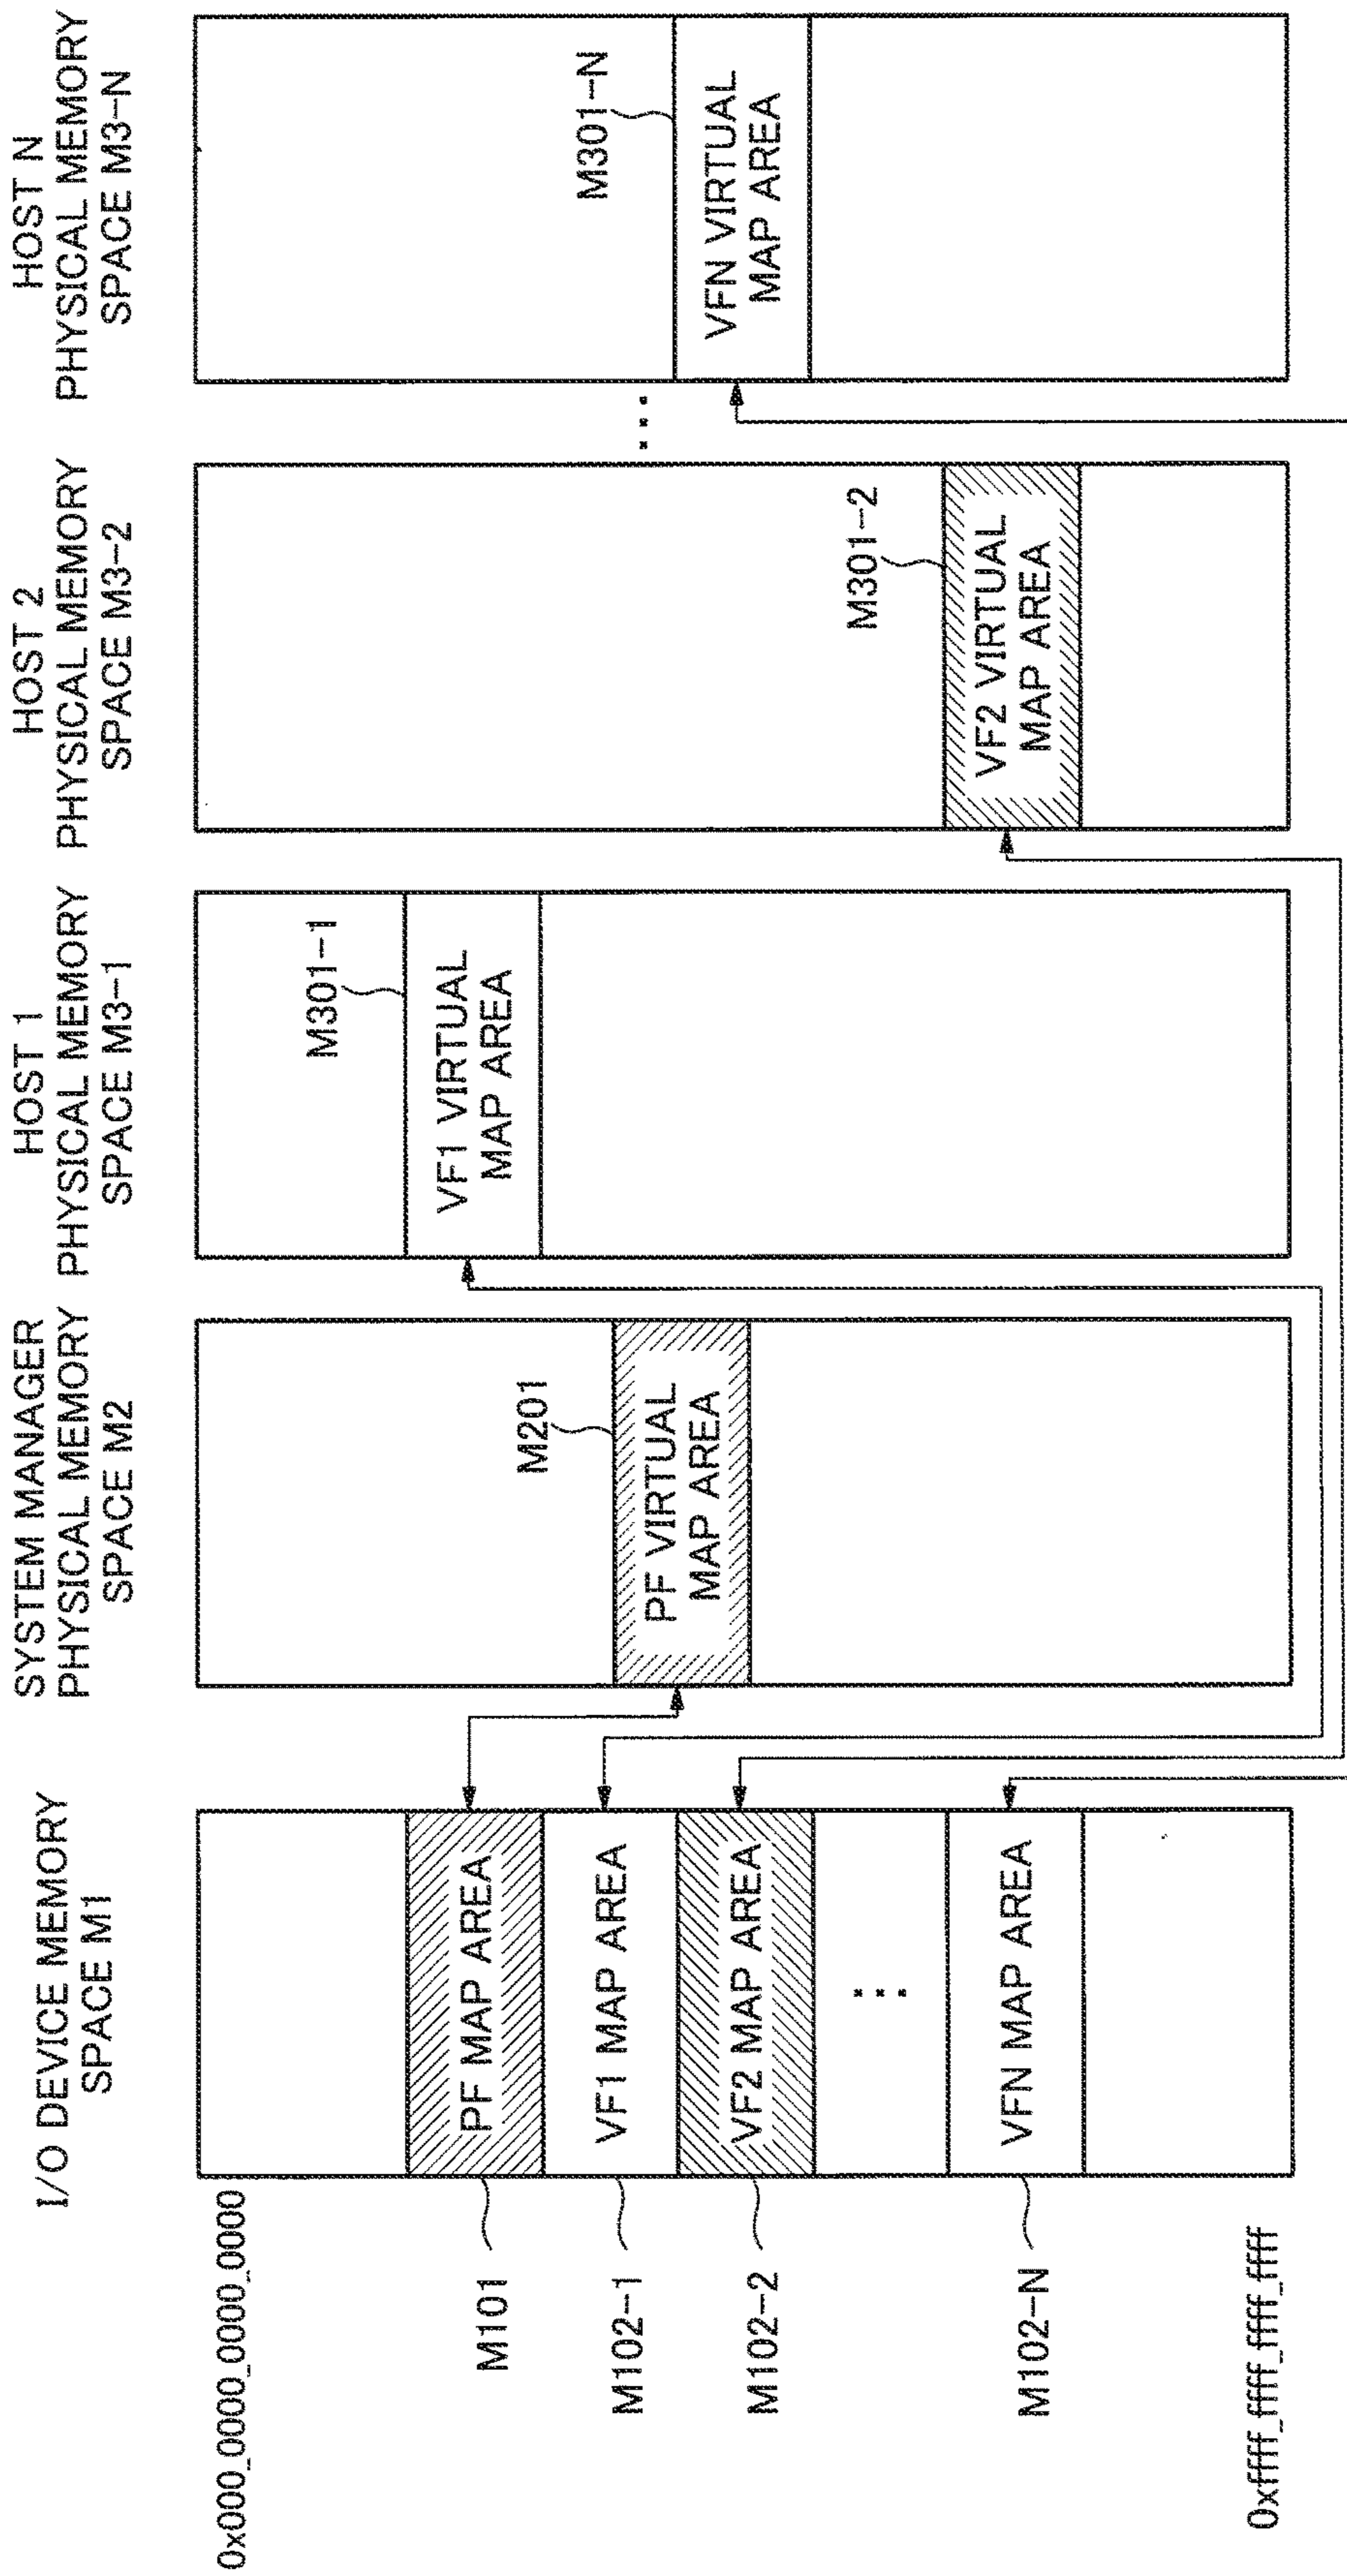 I/O DEVICE MEMORY
SPACE M1
SYSTEM MANAGER
PHYSICAL MEMORY
SPACE M2
HOST 1
PHYSICAL MEMORY
SPACE M3-1
HOST 2
PHYSICAL MEMORY
SPACE M3-2
HOST N
PHYSICAL MEMORY
SPACE M3-N
0x000_0000_0000_0000
M101
PF MAP AREA
M102-1
VF1 MAP AREA
M102-2
VF2 MAP AREA
...
M102-N
VFN MAP AREA
0xffff_ffff_ffff_ffff
M201
PF VIRTUAL
MAP AREA
M301-1
VF1 VIRTUAL
MAP AREA
M301-2
VF2 VIRTUAL
MAP AREA
...
M301-N
VFN VIRTUAL
MAP AREA